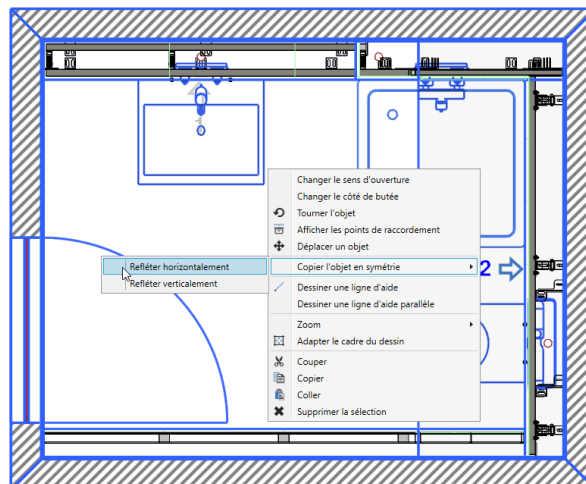 Changer le sens d'ouverture
Changer le côté de butée
Tourner l'objet
Afficher les points de raccordement
Déplacer un objet
Copier l'objet en symétrie
Refléter horizontalement
Refléter verticalement
Dessiner une ligne d'aide
Dessiner une ligne d'aide parallèle
Zoom
Adapter le cadre du dessin
Couper
Copier
Coller
Supprimer la sélection
2